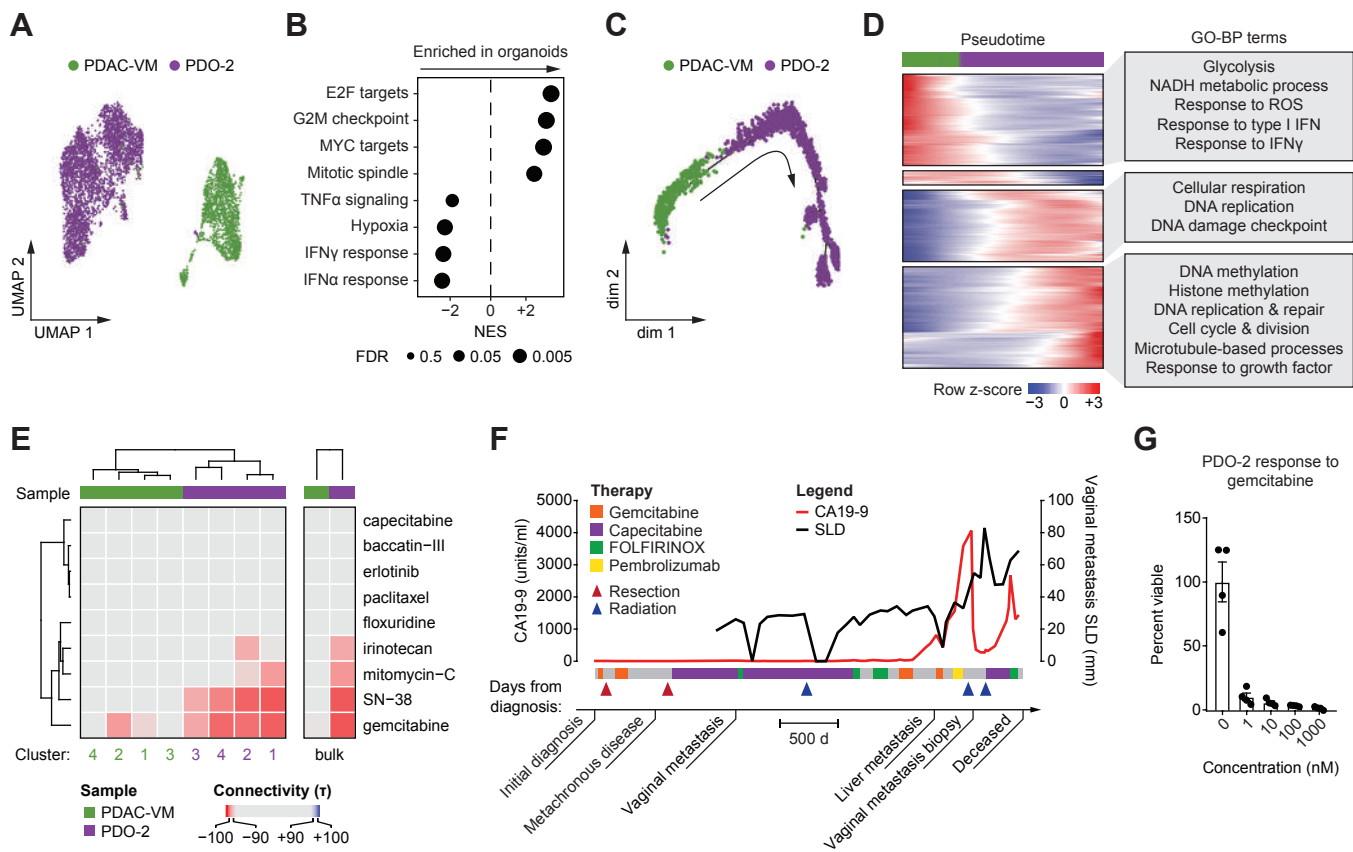 A
PDAC-VM PDO-2
UMAP 2
UMAP 1
B
Enriched in organoids
E2F targets
G2M checkpoint
MYC targets
Mitotic spindle
TNFα signaling
Hypoxia
IFNγ response
IFNα response
−2 0 +2
NES
FDR 0.5 0.05 0.005
C
PDAC-VM PDO-2
dim 2
dim 1
D
Pseudotime
GO-BP terms
Glycolysis
NADH metabolic process
Response to ROS
Response to type I IFN
Response to IFNγ
Cellular respiration
DNA replication
DNA damage checkpoint
DNA methylation
Histone methylation
DNA replication & repair
Cell cycle & division
Microtubule-based processes
Response to growth factor
Row z-score
−3 0 +3
E
Sample
capecitabine
baccatin−III
erlotinib
paclitaxel
floxuridine
irinotecan
mitomycin−C
SN−38
gemcitabine
Cluster: 4 2 1 3 3 4 2 1 bulk
Sample
PDAC-VM
PDO-2
Connectivity (τ)
−100 −90 +90 +100
F
Therapy
Gemcitabine
Capecitabine
FOLFIRINOX
Pembrolizumab
Resection
Radiation
Legend
CA19-9
SLD
CA19-9 (units/ml)
5000
4000
3000
2000
1000
0
Vaginal metastasis SLD (mm)
100
80
60
40
20
0
Days from
diagnosis:
500 d
Initial diagnosis
Metachronous disease
Vaginal metastasis
Liver metastasis
Vaginal metastasis biopsy
Deceased
G
PDO-2 response to
gemcitabine
Percent viable
150
100
50
0
0 1 10 100 1000
Concentration (nM)